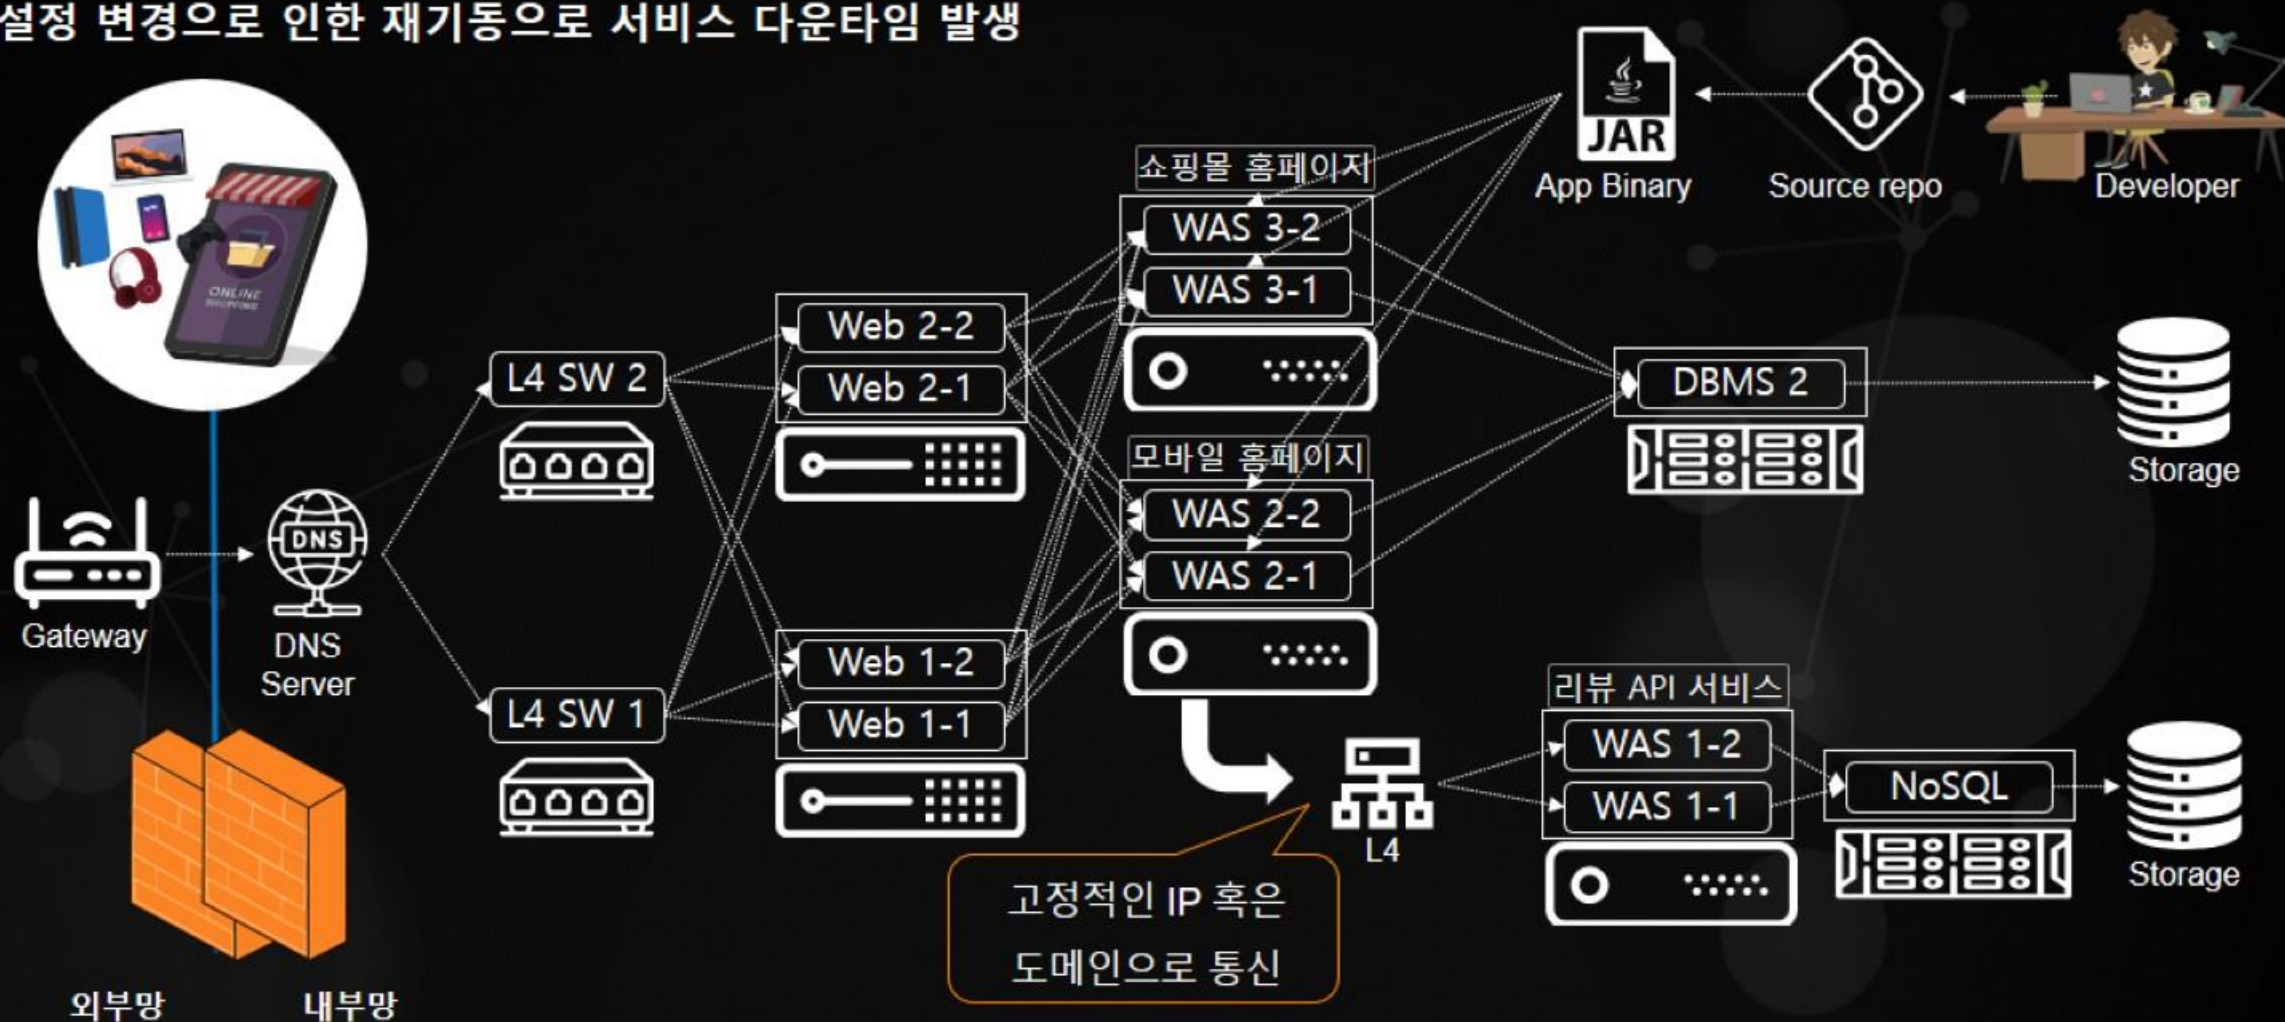 설정 변경으로 인한 재기동으로 서비스 다운타임 발생
JAR
App Binary
Source repo
Developer
ONLINE
SHOPPING
쇼핑몰 홈페이지
WAS 3-2
WAS 3-1
Web 2-2
Web 2-1
L4 SW 2
DBMS 2
Storage
모바일 홈페이지
WAS 2-2
WAS 2-1
DNS
Gateway
DNS
Server
Web 1-2
Web 1-1
L4 SW 1
리뷰 API 서비스
WAS 1-2
WAS 1-1
NoSQL
L4
Storage
고정적인 IP 혹은
도메인으로 통신
외부망
내부망